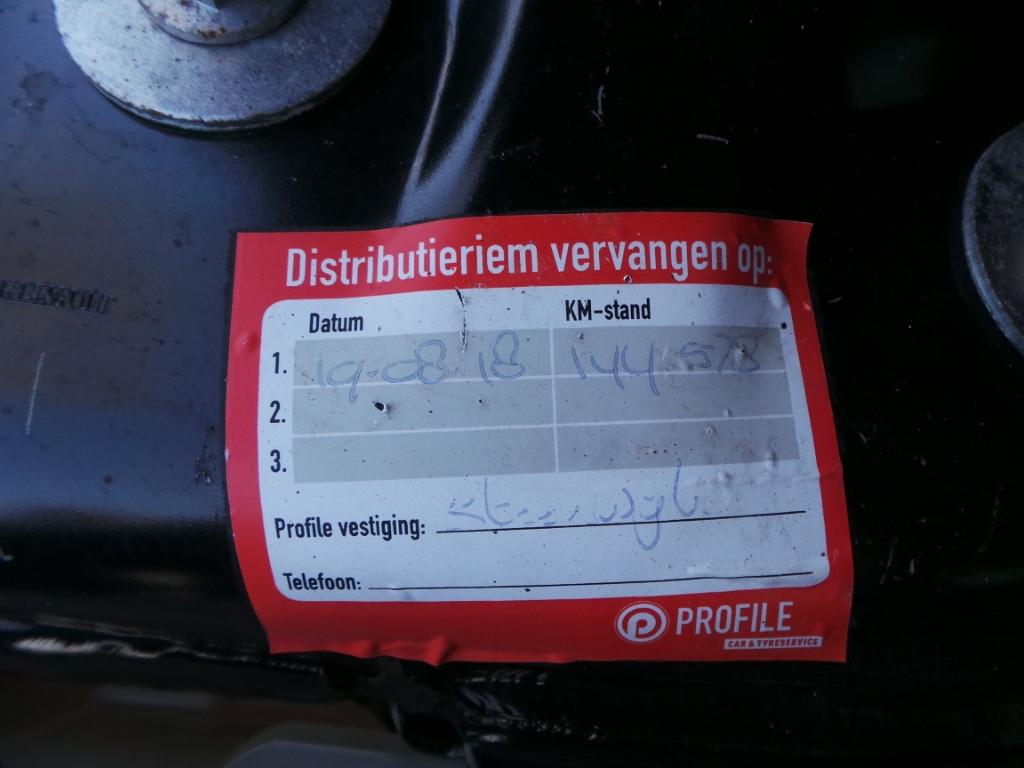 RENAULT
Distributieriem vervangen op:
Datum KM-stand
1. 19-08-18 144.578
2.
3.
Profile vestiging:
Telefoon:
PROFILE
CAR & TYRESERVICE